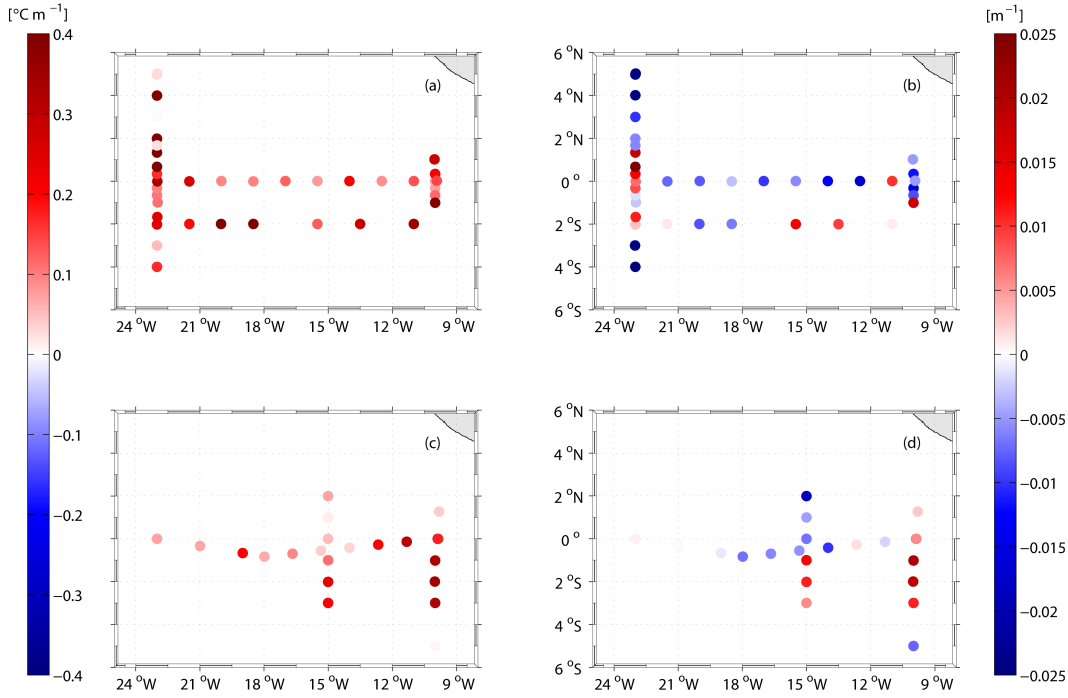 [°C m⁻¹]
[m⁻¹]
0.4
0.3
0.2
0.1
0
−0.1
−0.2
−0.3
−0.4
(a)
24°W 21°W 18°W 15°W 12°W 9°W
6°N
4°N
2°N
0°
2°S
4°S
6°S
(b)
24°W 21°W 18°W 15°W 12°W 9°W
0.025
0.02
0.015
0.01
0.005
0
−0.005
−0.01
−0.015
−0.02
−0.025
(c)
24°W 21°W 18°W 15°W 12°W 9°W
6°N
4°N
2°N
0°
2°S
4°S
6°S
(d)
24°W 21°W 18°W 15°W 12°W 9°W